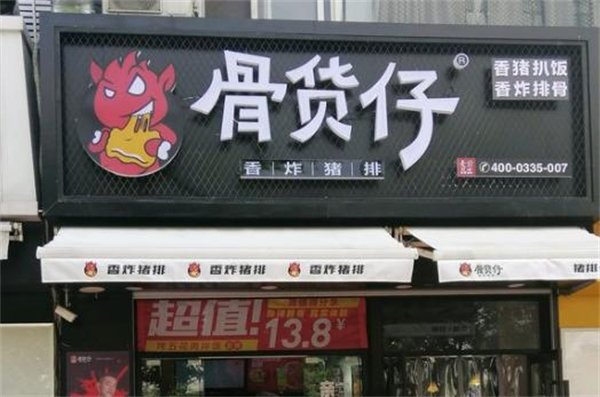 骨货仔
®
香猪扒饭
香炸排骨
香炸猪排
✆400-0335-007
香炸猪排
香炸猪排
香炸猪排
骨货仔
猪排
超值!
13.8¥